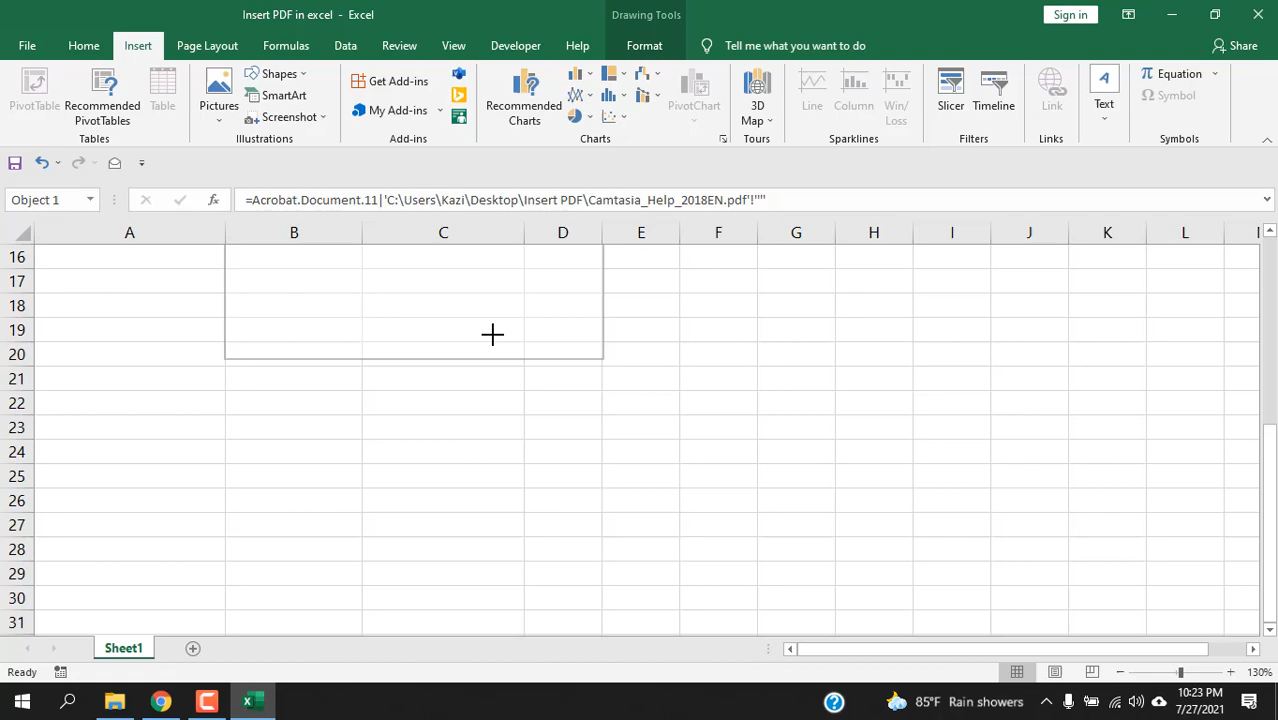 Insert PDF in excel - Excel
Drawing Tools
Sign in
File Home Insert Page Layout Formulas Data Review View Developer Help Format Tell me what you want to do Share
PivotTable Recommended PivotTables Table
Tables
Pictures Shapes SmartArt Screenshot
Illustrations
Get Add-ins
My Add-ins
Add-ins
Recommended Charts PivotChart
Charts
3D Map
Tours
Line Column Win/ Loss
Sparklines
Slicer Timeline
Filters
Link
Links
A Text
π Equation
Ω Symbol
Symbols
Object 1 fx =Acrobat.Document.11|'C:\Users\Kazi\Desktop\Insert PDF\Camtasia_Help_2018EN.pdf'!""""
A B C D E F G H I J K L
16
17
18
19
20
21
22
23
24
25
26
27
28
29
30
31
Sheet1
Ready
130%
85°F Rain showers
10:23 PM
7/27/2021